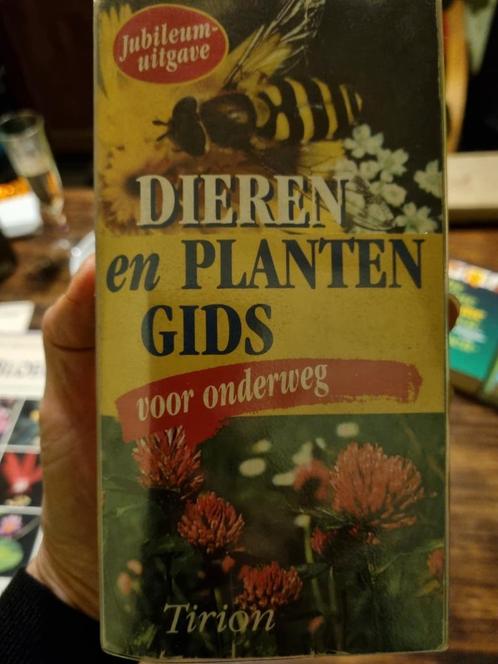 Jubileum-
uitgave
DIEREN
en PLANTEN
GIDS
voor onderweg
Tirion